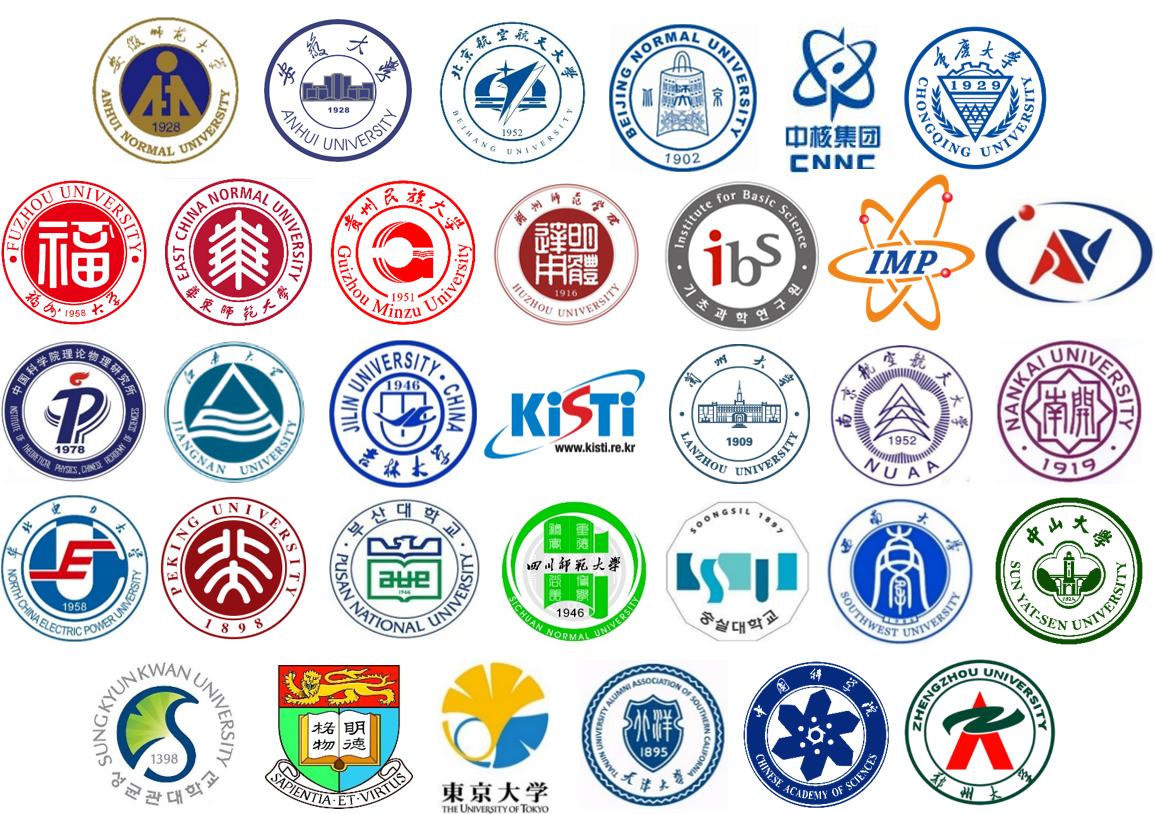 安徽师范大学
1928
ANHUI NORMAL UNIVERSITY
安徽大學
1928
ANHUI UNIVERSITY
北京航空航天大學
1952
BEIHANG UNIVERSITY
BEIJING NORMAL UNIVERSITY
京
1902
中核集团
CNNC
重庆大学
1929
CHONGQING UNIVERSITY
FUZHOU UNIVERSITY
福
福州大学
1958
EAST CHINA NORMAL UNIVERSITY
華東師範大學
貴州民族大學
1951
Guizhou Minzu University
湖州师范学院
明體達用
1916
HUZHOU UNIVERSITY
Institute for Basic Science
ibs
기초과학연구원
IMP
中国科学院理论物理研究所
1978
INSTITUTE OF THEORETICAL PHYSICS, CHINESE ACADEMY OF SCIENCES
江南大学
JIANGNAN UNIVERSITY
JILIN UNIVERSITY · CHINA
1946
吉林大学
KiSTi
www.kisti.re.kr
蘭州大學
1909
LANZHOU UNIVERSITY
南京航空航天大学
1952
NUAA
NANKAI UNIVERSITY
南開
1919
华北电力大学
1958
NORTH CHINA ELECTRIC POWER UNIVERSITY
PEKING UNIVERSITY
1898
부산대학교
1946
PUSAN NATIONAL UNIVERSITY
四川師範大學
1946
SICHUAN NORMAL UNIVERSITY
SOONGSIL 1897
숭실대학교
西南大学
SOUTHWEST UNIVERSITY
中山大學
1924
SUN YAT-SEN UNIVERSITY
SUNGKYUNKWAN UNIVERSITY
1398
성균관대학교
明德
格物
SAPIENTIA·ET·VIRTUS
東京大学
THE UNIVERSITY OF TOKYO
TIANJIN UNIVERSITY ALUMNI ASSOCIATION OF SOUTHERN CALIFORNIA
北洋
1895
天津大学
中国科学院
CHINESE ACADEMY OF SCIENCES
ZHENGZHOU UNIVERSITY
郑州大学